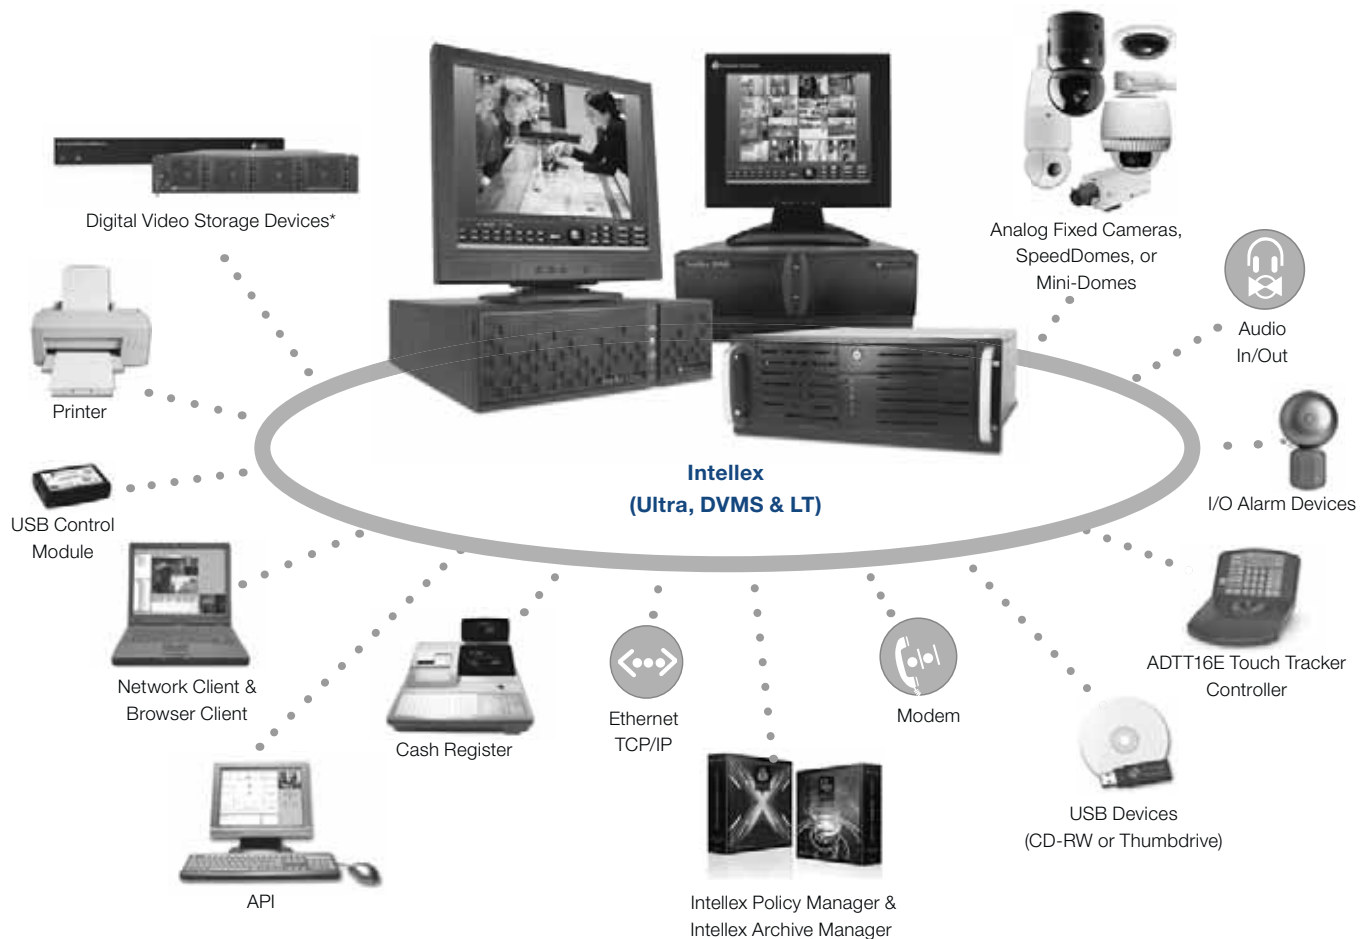 Digital Video Storage Devices*
Analog Fixed Cameras,
SpeedDomes, or
Mini-Domes
Audio
In/Out
Printer
Intellex
(Ultra, DVMS & LT)
I/O Alarm Devices
USB Control
Module
Network Client &
Browser Client
ADTT16E Touch Tracker
Controller
Cash Register
Ethernet
TCP/IP
Modem
USB Devices
(CD-RW or Thumbdrive)
API
Intellex Policy Manager &
Intellex Archive Manager